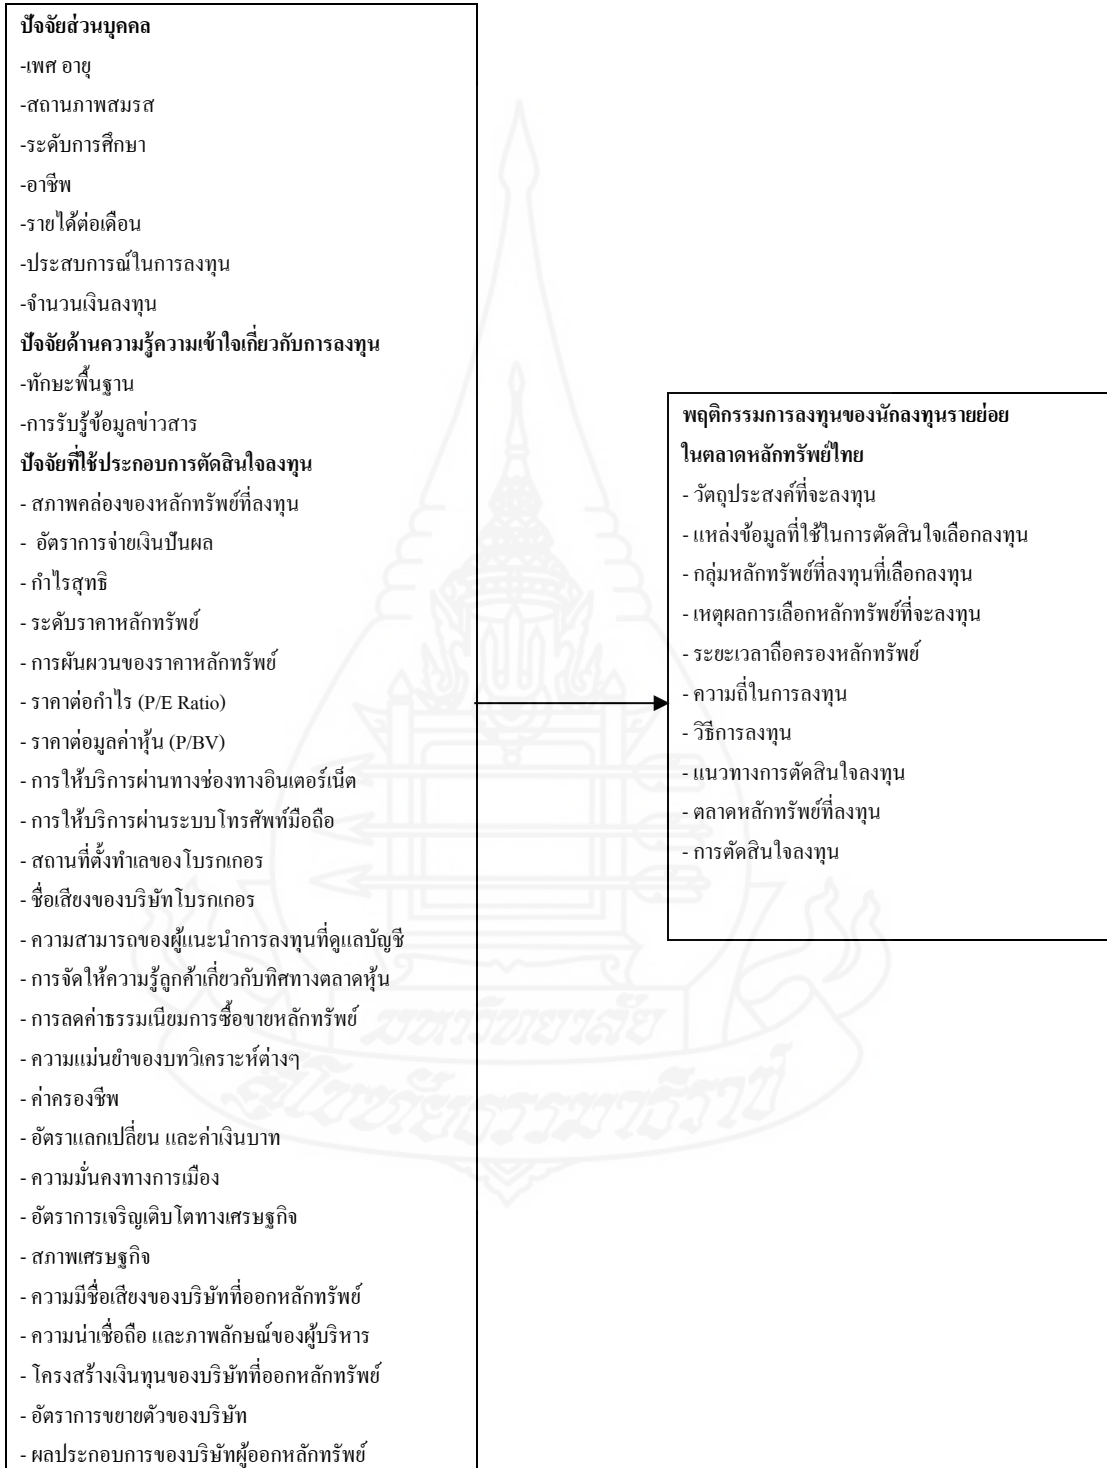 ปัจจัยส่วนบุคคล
-เพศ อายุ
-สถานภาพสมรส
-ระดับการศึกษา
-อาชีพ
-รายได้ต่อเดือน
-ประสบการณ์ในการลงทุน
-จำนวนเงินลงทุน
ปัจจัยด้านความรู้ความเข้าใจเกี่ยวกับการลงทุน
-ทักษะพื้นฐาน
-การรับรู้ข้อมูลข่าวสาร
ปัจจัยที่ใช้ประกอบการตัดสินใจลงทุน
- สภาพคล่องของหลักทรัพย์ที่ลงทุน
- อัตราการจ่ายเงินปันผล
- กำไรสุทธิ
- ระดับราคาหลักทรัพย์
- การผันผวนของราคาหลักทรัพย์
- ราคาต่อกำไร (P/E Ratio)
- ราคาต่อมูลค่าหุ้น (P/BV)
- การให้บริการผ่านทางช่องทางอินเตอร์เน็ต
- การให้บริการผ่านระบบโทรศัพท์มือถือ
- สถานที่ตั้งทำเลของโบรกเกอร
- ชื่อเสียงของบริษัทโบรกเกอร
- ความสามารถของผู้แนะนำการลงทุนที่ดูแลบัญชี
- การจัดให้ความรู้ลูกค้าเกี่ยวกับทิศทางตลาดหุ้น
- การลดค่าธรรมเนียมการซื้อขายหลักทรัพย์
- ความแม่นยำของบทวิเคราะห์ต่างๆ
- ค่าครองชีพ
- อัตราแลกเปลี่ยน และค่าเงินบาท
- ความมั่นคงทางการเมือง
- อัตราการเจริญเติบโตทางเศรษฐกิจ
- สภาพเศรษฐกิจ
- ความมีชื่อเสียงของบริษัทที่ออกหลักทรัพย์
- ความน่าเชื่อถือ และภาพลักษณ์ของผู้บริหาร
- โครงสร้างเงินทุนของบริษัทที่ออกหลักทรัพย์
- อัตราการขยายตัวของบริษัท
- ผลประกอบการของบริษัทผู้ออกหลักทรัพย์
พฤติกรรมการลงทุนของนักลงทุนรายย่อย
ในตลาดหลักทรัพย์ไทย
- วัตถุประสงค์ที่จะลงทุน
- แหล่งข้อมูลที่ใช้ในการตัดสินใจเลือกลงทุน
- กลุ่มหลักทรัพย์ที่ลงทุนที่เลือกลงทุน
- เหตุผลการเลือกหลักทรัพย์ที่จะลงทุน
- ระยะเวลาถือครองหลักทรัพย์
- ความถี่ในการลงทุน
- วิธีการลงทุน
- แนวทางการตัดสินใจลงทุน
- ตลาดหลักทรัพย์ที่ลงทุน
- การตัดสินใจลงทุน
มหาวิทยาลัย
สุโขทัยธรรมาธิราช